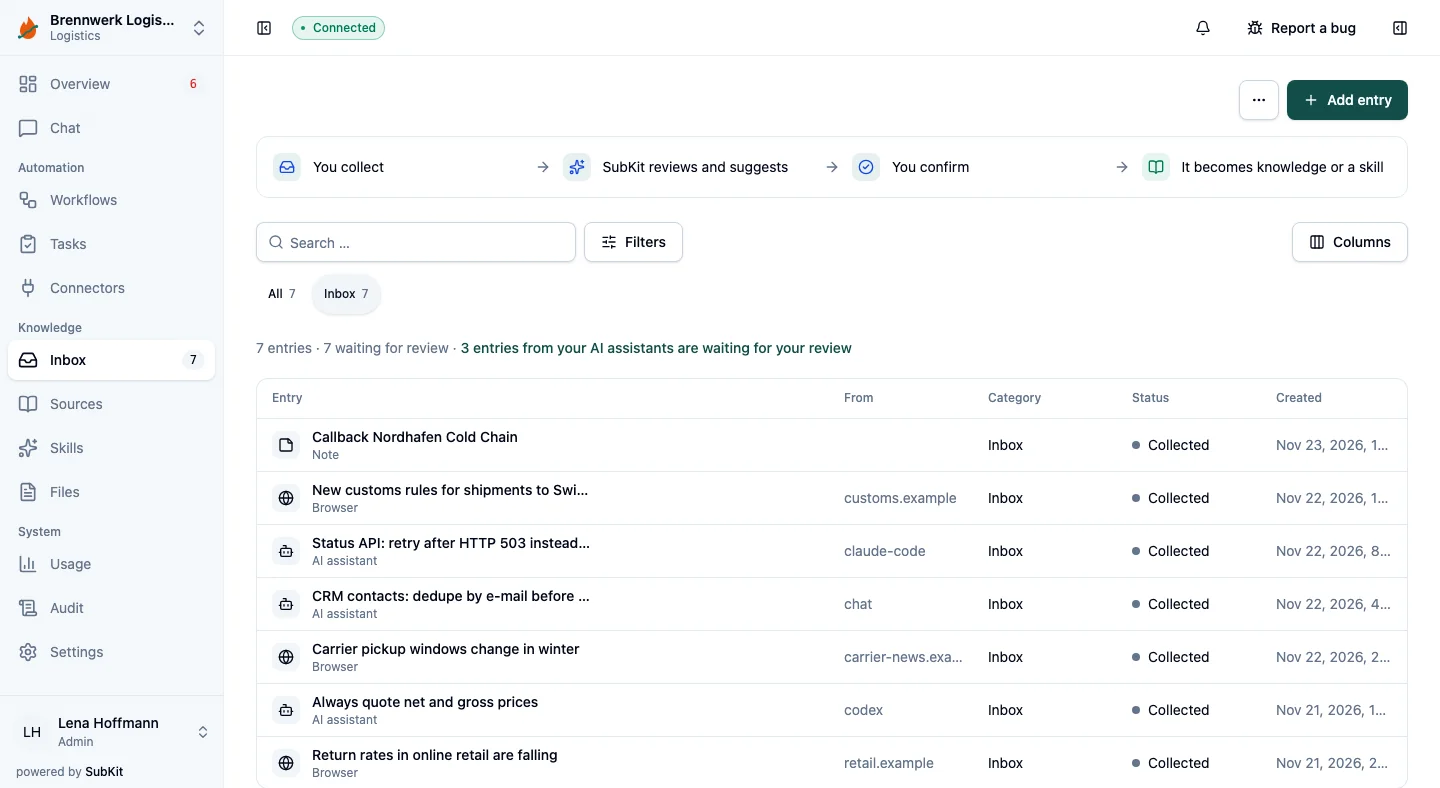 Brennwerk Logis...
Logistics
Connected
Report a bug
Overview 6
Chat
Automation
Workflows
Tasks
Connectors
Knowledge
Inbox 7
Sources
Skills
Files
System
Usage
Audit
Settings
LH
Lena Hoffmann
Admin
powered by SubKit
... + Add entry
You collect → SubKit reviews and suggests → You confirm → It becomes knowledge or a skill
Search ... Filters Columns
All 7 Inbox 7
7 entries · 7 waiting for review · 3 entries from your AI assistants are waiting for your review
Entry From Category Status Created
Callback Nordhafen Cold Chain
Note
Inbox Collected Nov 23, 2026, 1...
New customs rules for shipments to Swi...
Browser
customs.example Inbox Collected Nov 22, 2026, 1...
Status API: retry after HTTP 503 instead...
AI assistant
claude-code Inbox Collected Nov 22, 2026, 8...
CRM contacts: dedupe by e-mail before ...
AI assistant
chat Inbox Collected Nov 22, 2026, 4...
Carrier pickup windows change in winter
Browser
carrier-news.exa... Inbox Collected Nov 22, 2026, 2...
Always quote net and gross prices
AI assistant
codex Inbox Collected Nov 21, 2026, 1...
Return rates in online retail are falling
Browser
retail.example Inbox Collected Nov 21, 2026, 2...